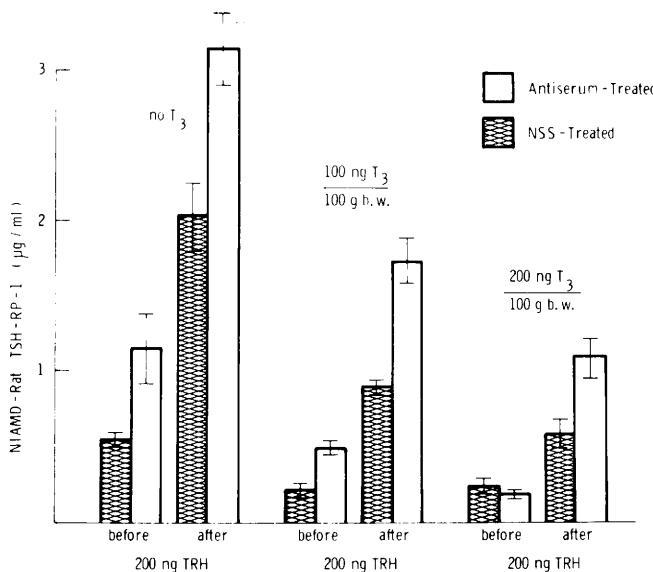 NIAMD-Rat TSH-RP-1 (µg/ml)
3
2
1
no T3
100 ng T3
100 g b. w.
200 ng T3
100 g b. w.
Antiserum-Treated
NSS-Treated
before after before after before after
200 ng TRH 200 ng TRH 200 ng TRH